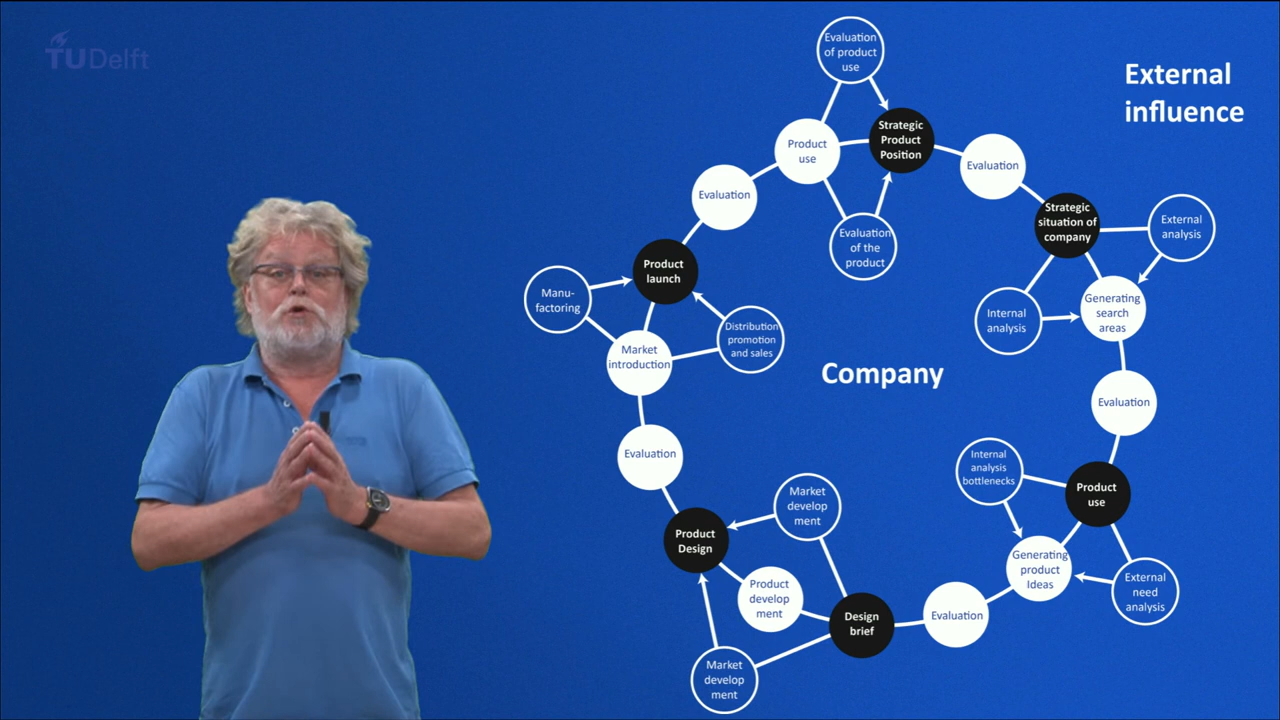 TUDelft
External
influence
Evaluation
of product
use
Strategic
Product
Position
Product
use
Evaluation
Evaluation
Evaluation
of the
product
Strategic
situation of
company
External
analysis
Internal
analysis
Generating
search
areas
Product
launch
Manu-
facturing
Distribution
promotion
and sales
Market
introduction
Company
Evaluation
Evaluation
Internal
analysis
bottlenecks
Product
use
Generating
product
Ideas
External
need
analysis
Market
develop
ment
Product
Design
Product
develop
ment
Design
brief
Evaluation
Market
develop
ment